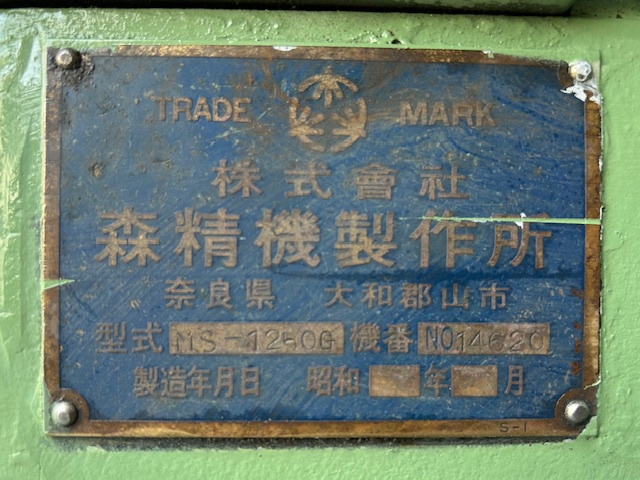 TRADE MARK
株式會社
森精機製作所
奈良県 大和郡山市
型式 MS-1250G 機番 NO14620
製造年月日 昭和 年 月
S-1